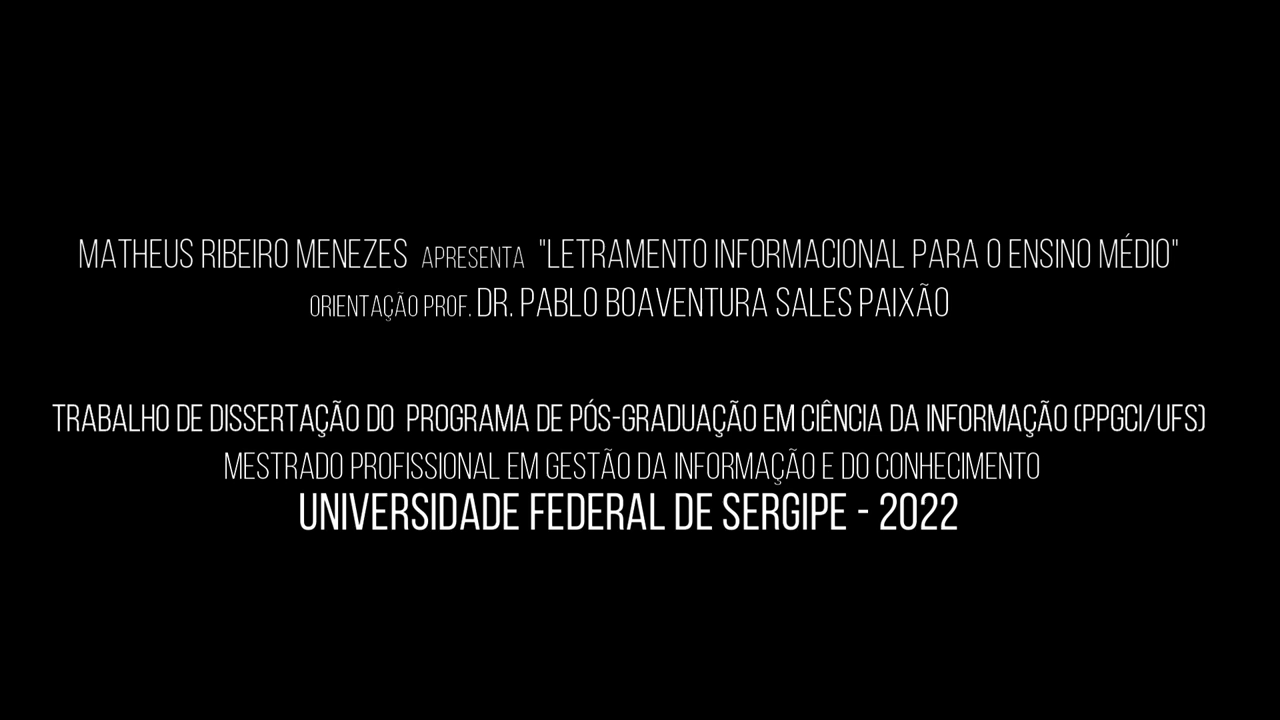 MATHEUS RIBEIRO MENEZES APRESENTA "LETRAMENTO INFORMACIONAL PARA O ENSINO MÉDIO"
ORIENTAÇÃO PROF. DR. PABLO BOAVENTURA SALES PAIXÃO
TRABALHO DE DISSERTAÇÃO DO PROGRAMA DE PÓS-GRADUAÇÃO EM CIÊNCIA DA INFORMAÇÃO (PPGCI/UFS)
MESTRADO PROFISSIONAL EM GESTÃO DA INFORMAÇÃO E DO CONHECIMENTO
UNIVERSIDADE FEDERAL DE SERGIPE - 2022